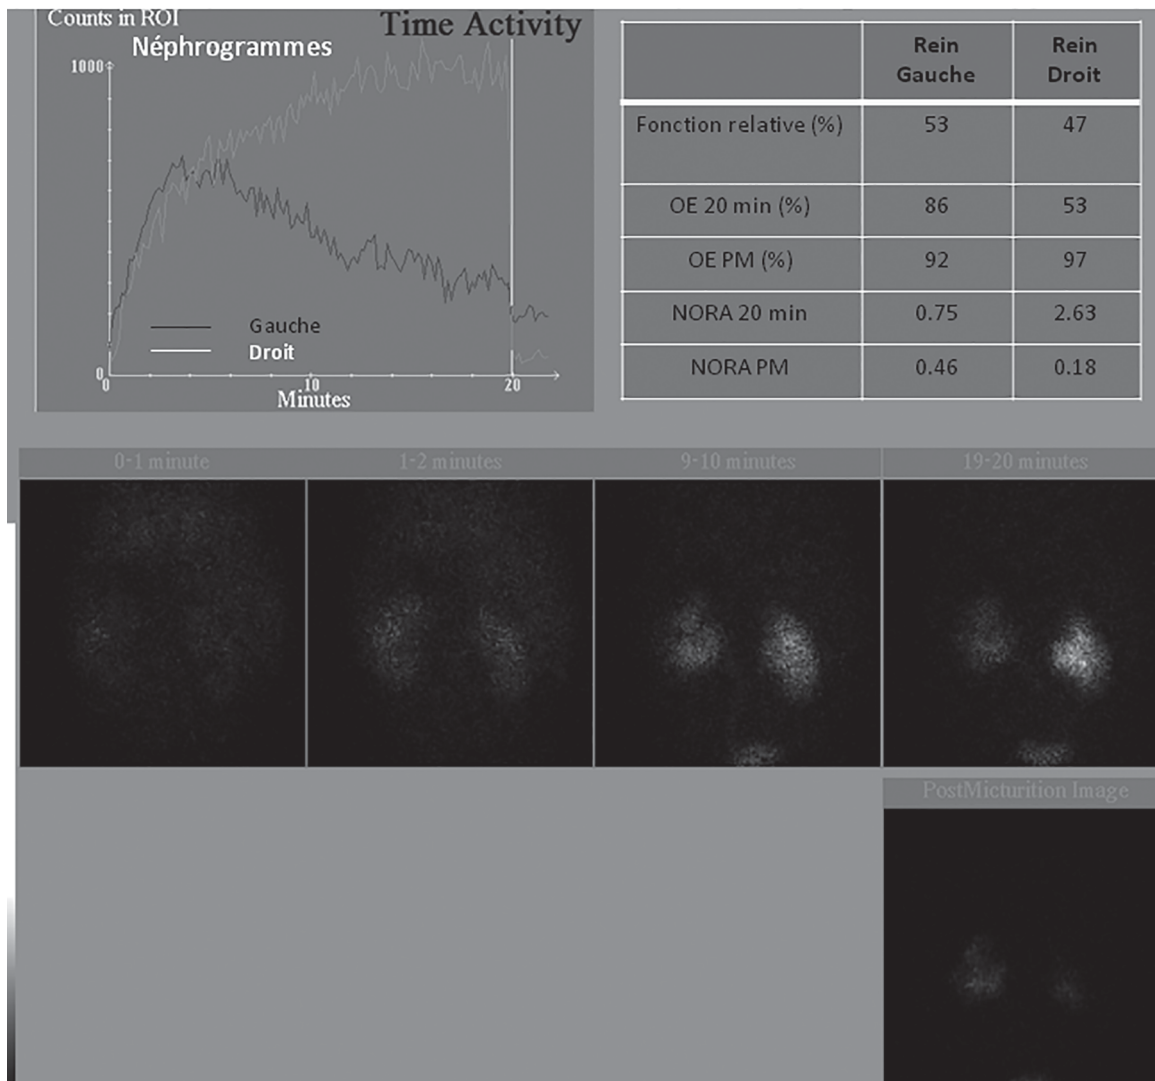 Counts in ROI
Time Activity
Néphrogrammes
1000
0
0
10
20
Minutes
Gauche
Droit
Rein Gauche
Rein Droit
Fonction relative (%) 53 47
OE 20 min (%) 86 53
OE PM (%) 92 97
NORA 20 min 0.75 2.63
NORA PM 0.46 0.18
0-1 minute
1-2 minutes
9-10 minutes
19-20 minutes
PostMicturition Image